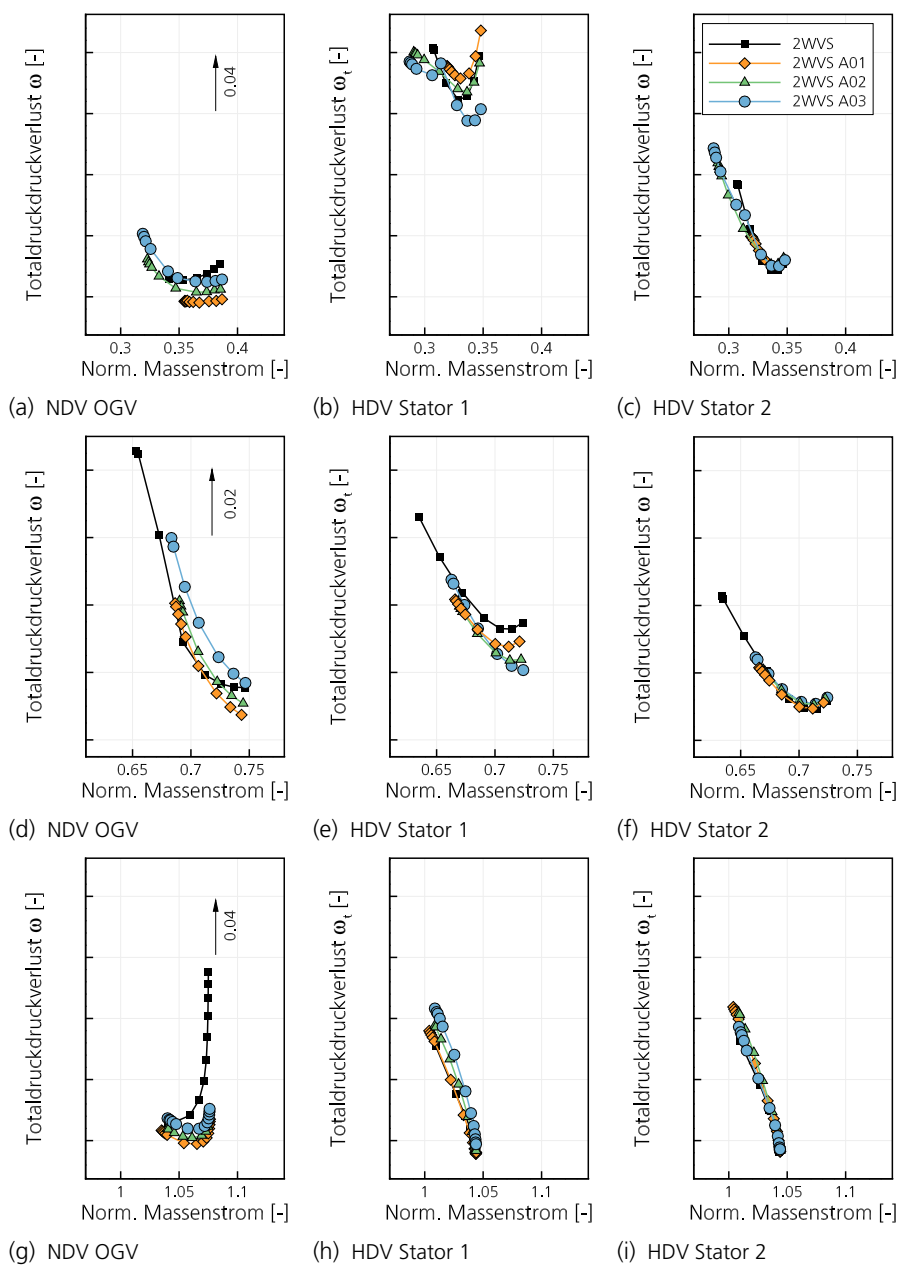 Totaldruckdruckverlust ω [-]
0.04
0.3 0.35 0.4
Norm. Massenstrom [-]
(a) NDV OGV
Totaldruckdruckverlust ωt [-]
0.3 0.35 0.4
Norm. Massenstrom [-]
(b) HDV Stator 1
Totaldruckdruckverlust ω [-]
2WVS
2WVS A01
2WVS A02
2WVS A03
0.3 0.35 0.4
Norm. Massenstrom [-]
(c) HDV Stator 2
Totaldruckdruckverlust ω [-]
0.02
0.65 0.7 0.75
Norm. Massenstrom [-]
(d) NDV OGV
Totaldruckdruckverlust ωt [-]
0.65 0.7 0.75
Norm. Massenstrom [-]
(e) HDV Stator 1
Totaldruckdruckverlust ω [-]
0.65 0.7 0.75
Norm. Massenstrom [-]
(f) HDV Stator 2
Totaldruckdruckverlust ω [-]
0.04
1 1.05 1.1
Norm. Massenstrom [-]
(g) NDV OGV
Totaldruckdruckverlust ωt [-]
1 1.05 1.1
Norm. Massenstrom [-]
(h) HDV Stator 1
Totaldruckdruckverlust ωt [-]
1 1.05 1.1
Norm. Massenstrom [-]
(i) HDV Stator 2